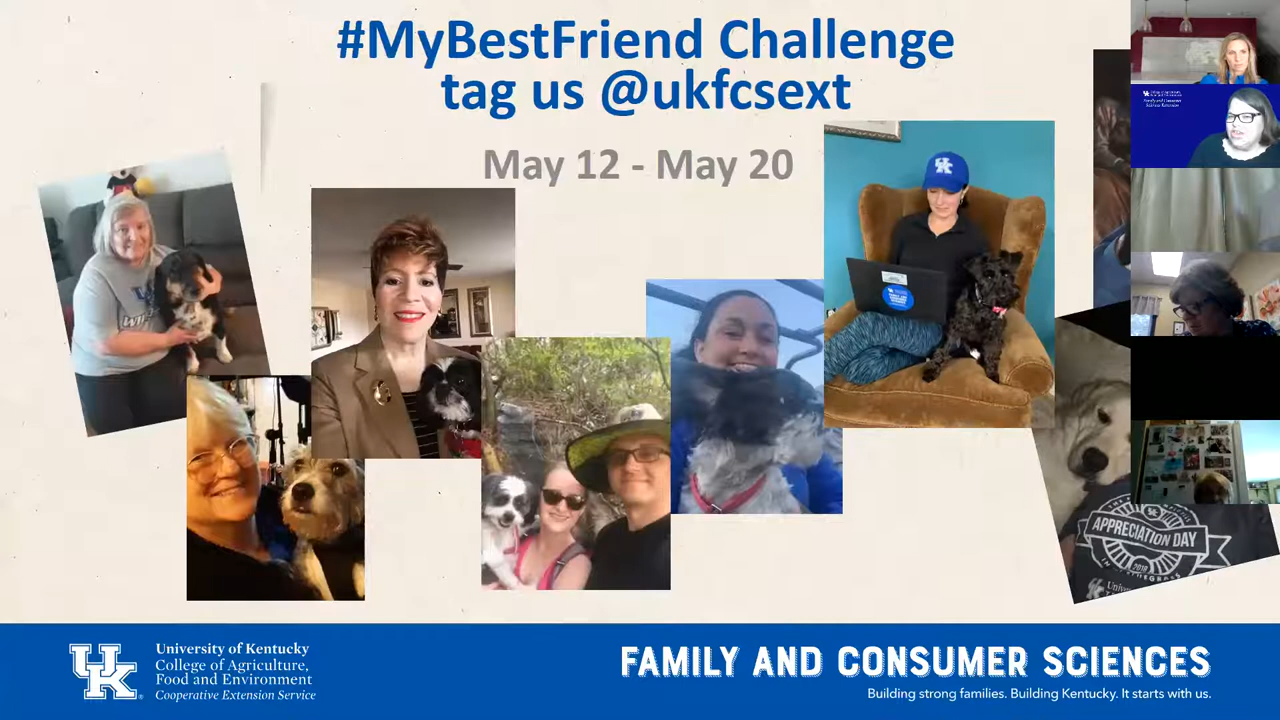 #MyBestFriend Challenge
tag us @ukfcsext
May 12 - May 20
APPRECIATION DAY
2018
UK
University of Kentucky
College of Agriculture,
Food and Environment
Cooperative Extension Service
FAMILY AND CONSUMER SCIENCES
Building strong families. Building Kentucky. It starts with us.